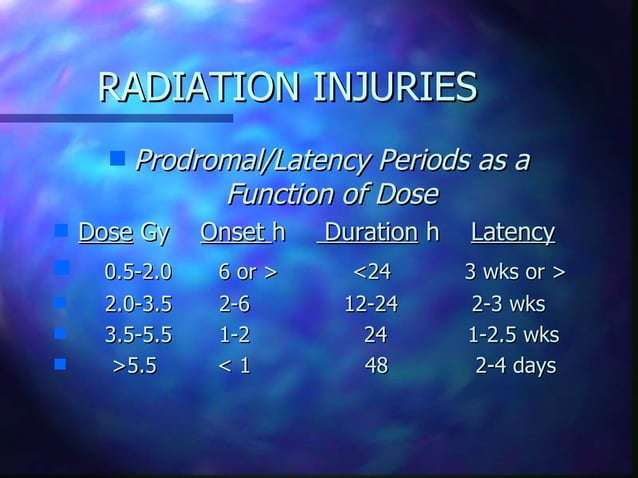 RADIATION INJURIES
Prodromal/Latency Periods as a
Function of Dose
Dose Gy Onset h Duration h Latency
0.5-2.0 6 or > <24 3 wks or >
2.0-3.5 2-6 12-24 2-3 wks
3.5-5.5 1-2 24 1-2.5 wks
>5.5 < 1 48 2-4 days